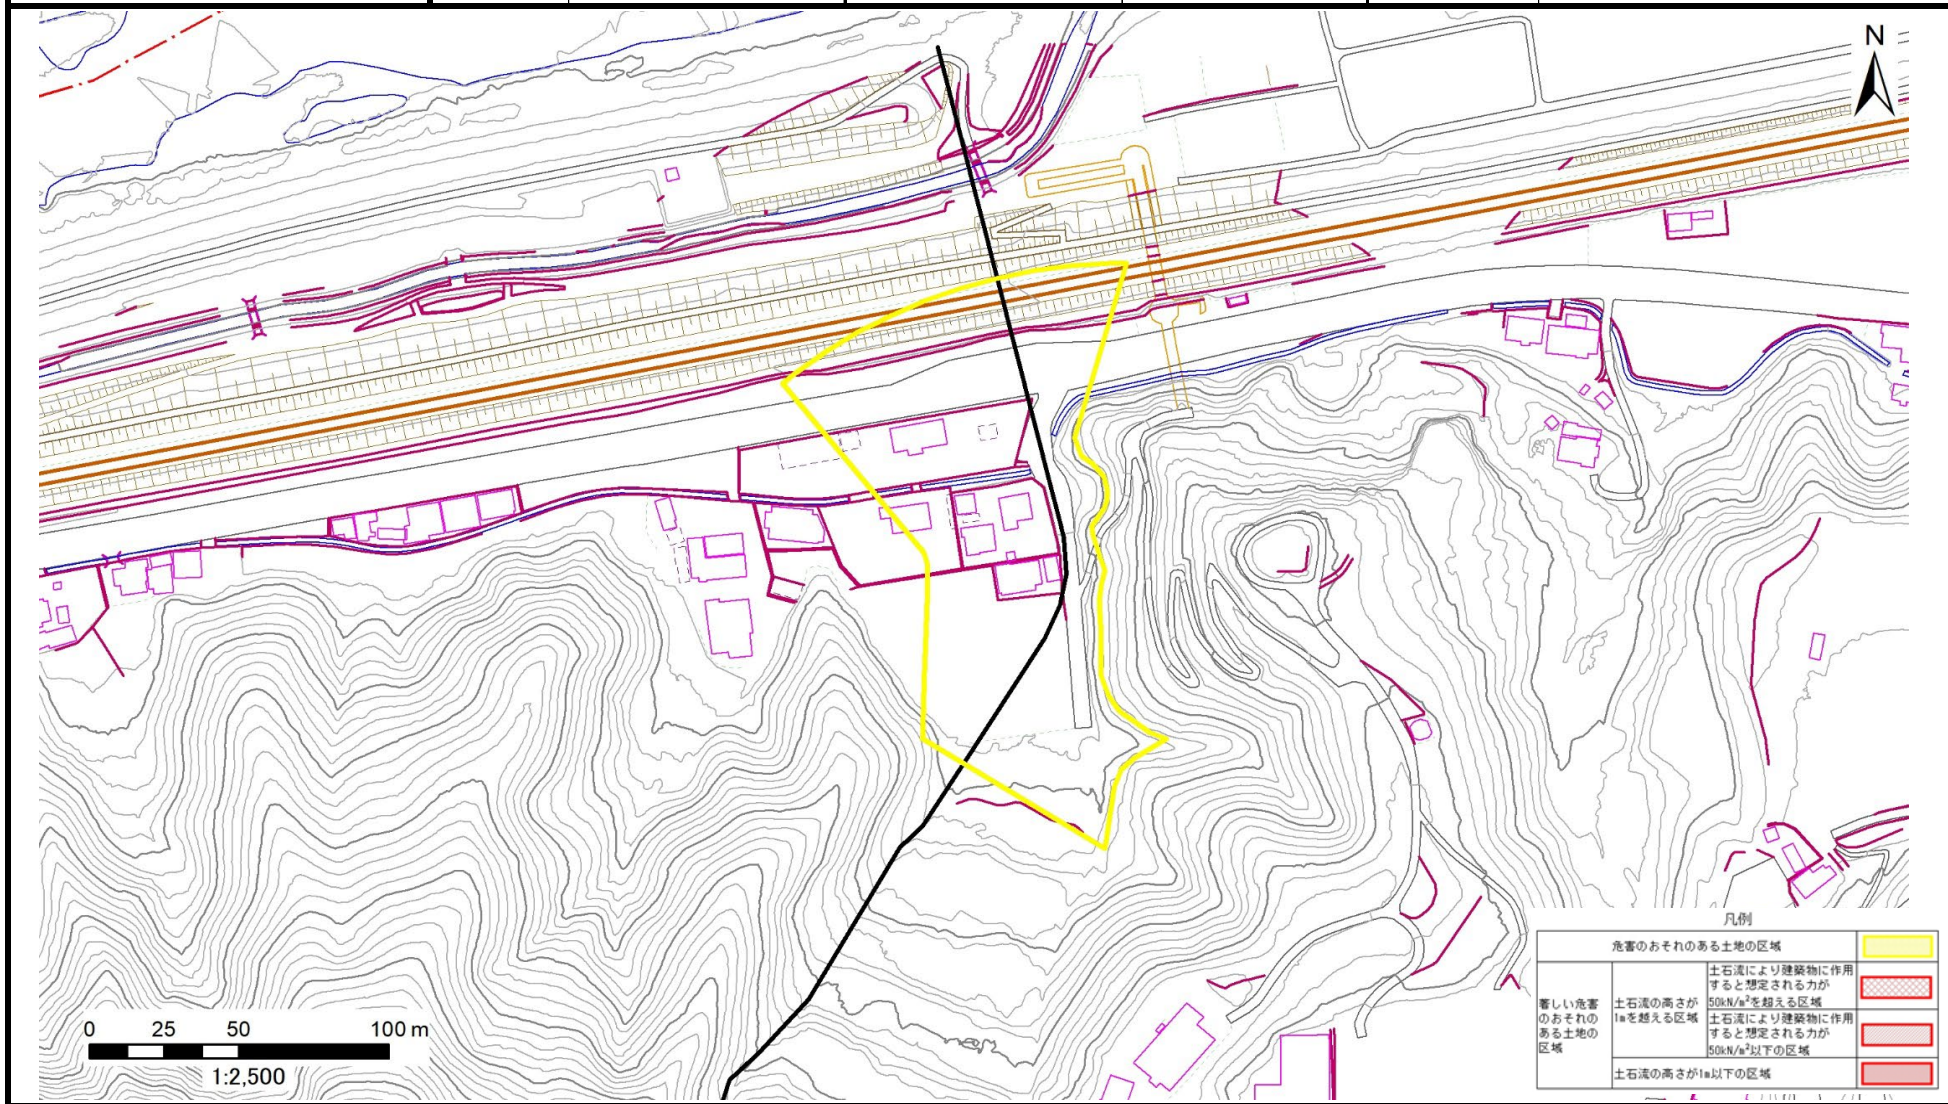 N
凡例
危害のおそれのある土地の区域
著しい危害
のおそれの
ある土地の
区域
土石流の高さが
1mを越える区域
土石流により建築物に作用
すると想定される力が
50kN/m²を超える区域
土石流により建築物に作用
すると想定される力が
50kN/m²以下の区域
土石流の高さが1m以下の区域
0 25 50 100 m
1:2,500